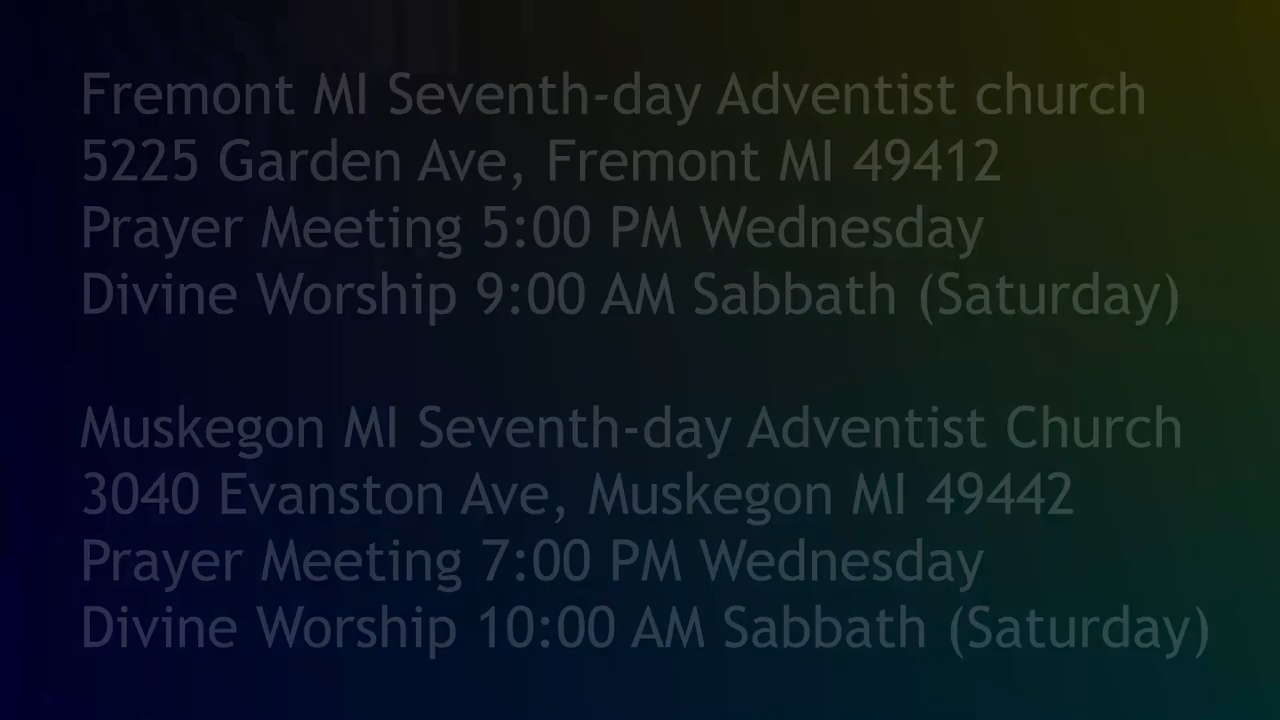 Fremont MI Seventh-day Adventist church
5225 Garden Ave, Fremont MI 49412
Prayer Meeting 5:00 PM Wednesday
Divine Worship 9:00 AM Sabbath (Saturday)
Muskegon MI Seventh-day Adventist Church
3040 Evanston Ave, Muskegon MI 49442
Prayer Meeting 7:00 PM Wednesday
Divine Worship 10:00 AM Sabbath (Saturday)